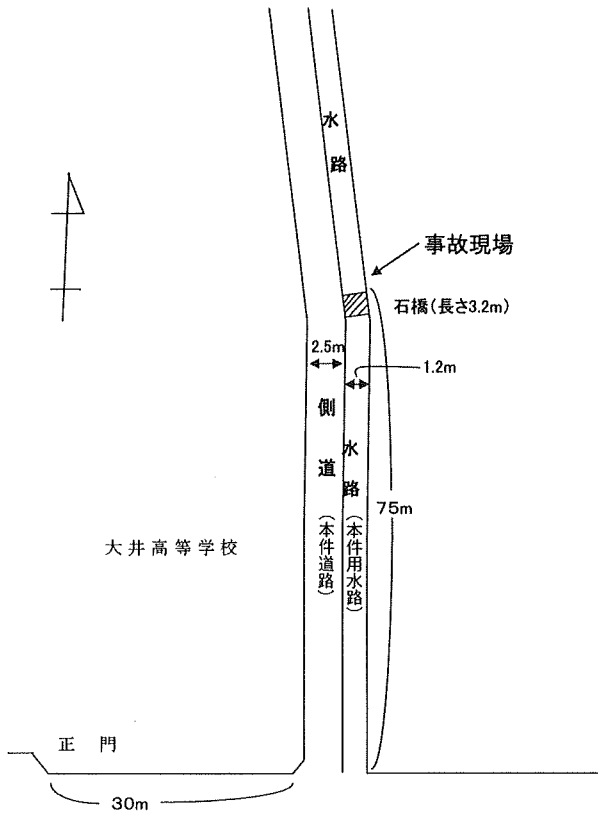 水路
事故現場
石橋(長さ3.2m)
2.5m
1.2m
側道(本件道路)
水路(本件用水路)
75m
大井高等学校
正門
30m